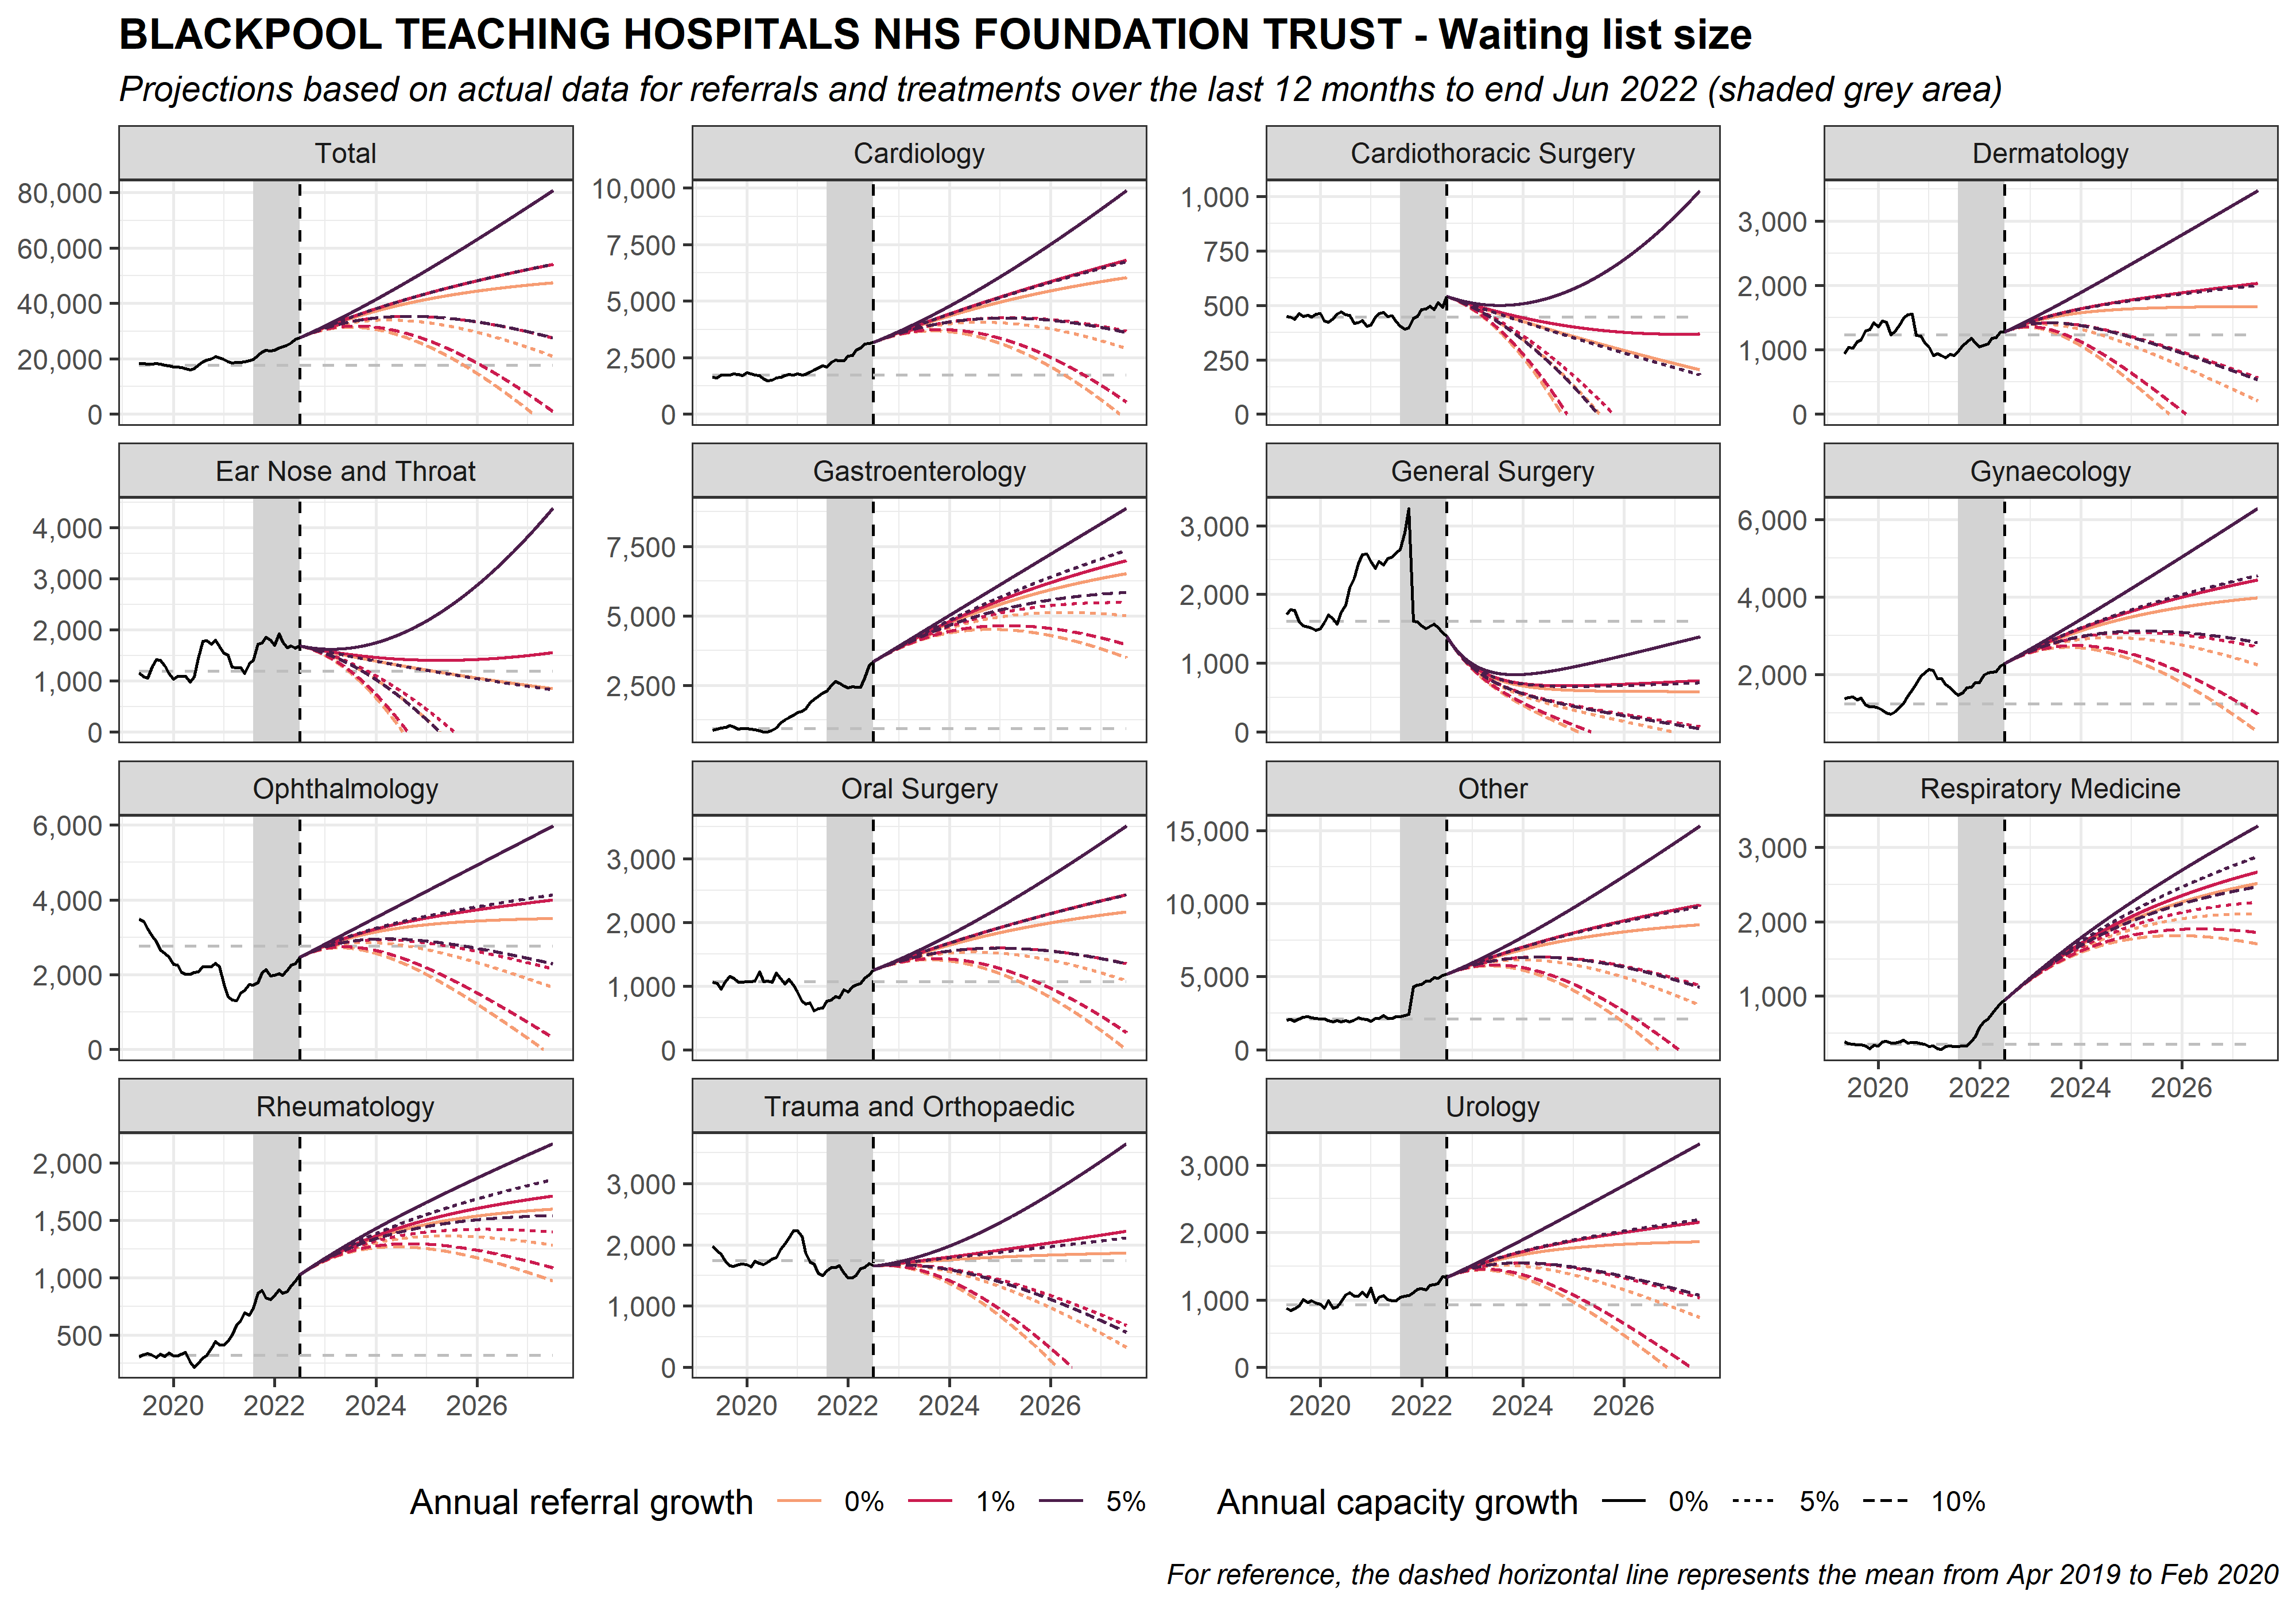 BLACKPOOL TEACHING HOSPITALS NHS FOUNDATION TRUST - Waiting list size
Projections based on actual data for referrals and treatments over the last 12 months to end Jun 2022 (shaded grey area)
Total
80,000
60,000
40,000
20,000
0
Cardiology
10,000
7,500
5,000
2,500
0
Cardiothoracic Surgery
1,000
750
500
250
0
Dermatology
3,000
2,000
1,000
0
Ear Nose and Throat
4,000
3,000
2,000
1,000
0
Gastroenterology
7,500
5,000
2,500
General Surgery
3,000
2,000
1,000
0
Gynaecology
6,000
4,000
2,000
Ophthalmology
6,000
4,000
2,000
0
Oral Surgery
3,000
2,000
1,000
0
Other
15,000
10,000
5,000
0
Respiratory Medicine
3,000
2,000
1,000
2020 2022 2024 2026
Rheumatology
2,000
1,500
1,000
500
2020 2022 2024 2026
Trauma and Orthopaedic
3,000
2,000
1,000
0
2020 2022 2024 2026
Urology
3,000
2,000
1,000
0
2020 2022 2024 2026
Annual referral growth 0% 1% 5%
Annual capacity growth 0% 5% 10%
For reference, the dashed horizontal line represents the mean from Apr 2019 to Feb 2020